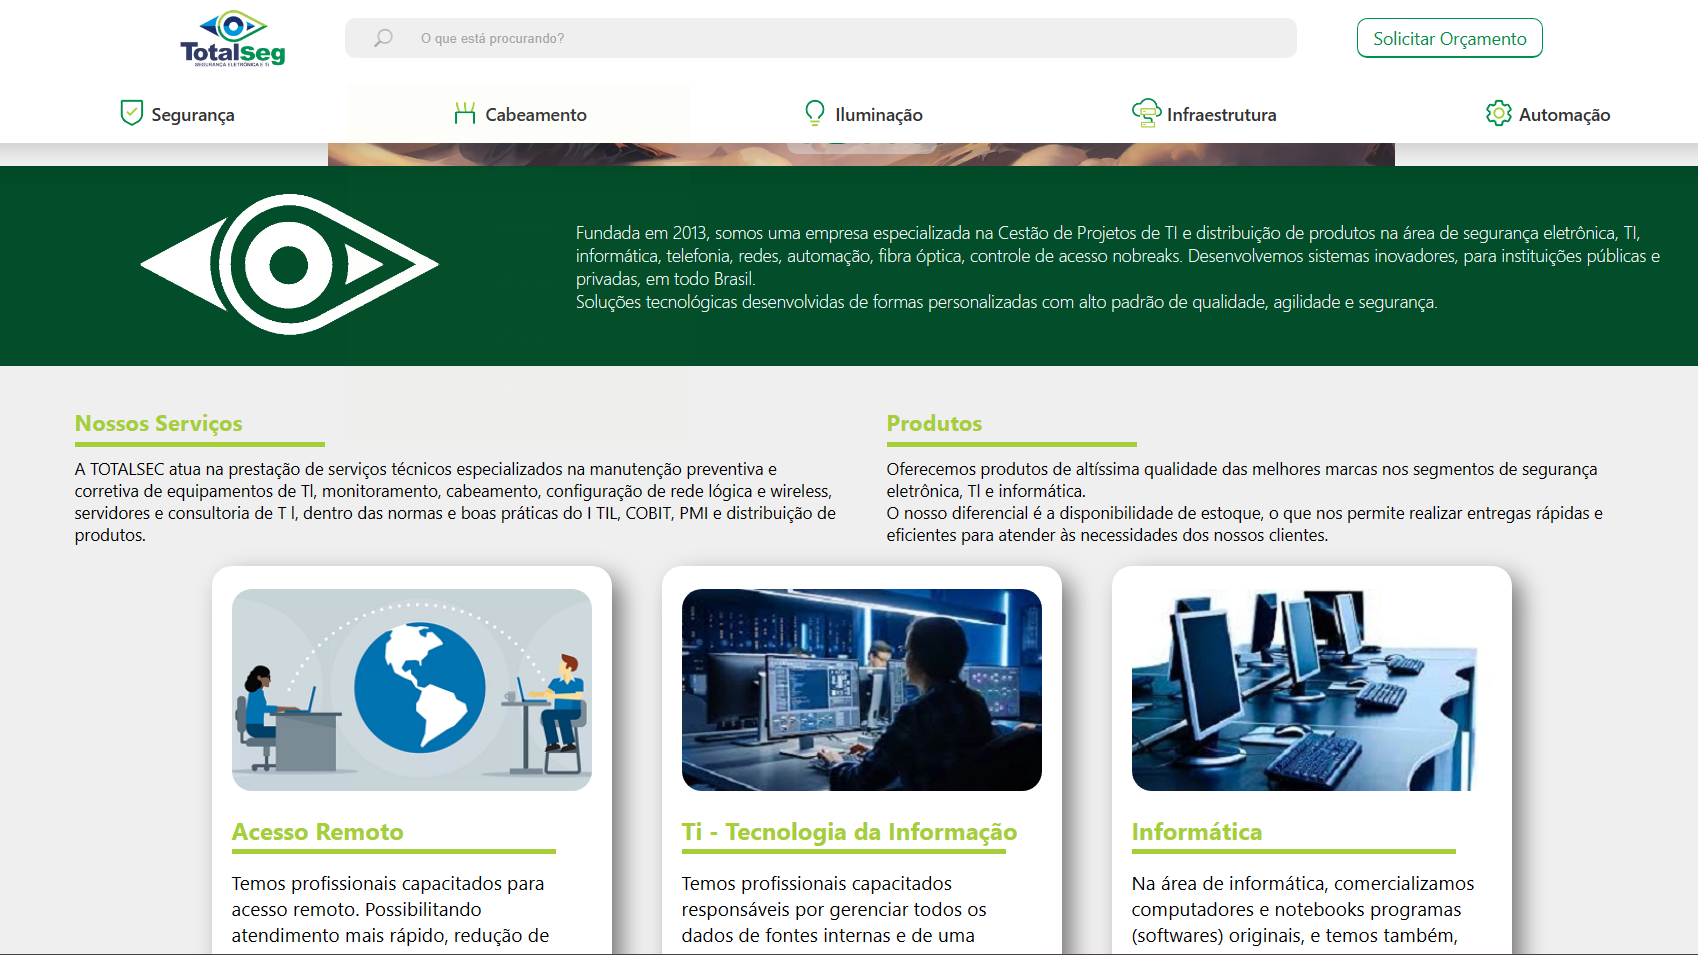 TotalSeg
SEGURANÇA ELETRÔNICA E TI
O que está procurando?
Solicitar Orçamento
Segurança
Cabeamento
Iluminação
Infraestrutura
Automação
Fundada em 2013, somos uma empresa especializada na Cestão de Projetos de Tl e distribuição de produtos na área de segurança eletrônica, Tl,
informática, telefonia, redes, automação, fibra óptica, controle de acesso nobreaks. Desenvolvemos sistemas inovadores, para instituições públicas e
privadas, em todo Brasil.
Soluções tecnológicas desenvolvidas de formas personalizadas com alto padrão de qualidade, agilidade e segurança.
Nossos Serviços
A TOTALSEC atua na prestação de serviços técnicos especializados na manutenção preventiva e
corretiva de equipamentos de Tl, monitoramento, cabeamento, configuração de rede lógica e wireless,
servidores e consultoria de T l, dentro das normas e boas práticas do I TIL, COBIT, PMI e distribuição de
produtos.
Produtos
Oferecemos produtos de altíssima qualidade das melhores marcas nos segmentos de segurança
eletrônica, Tl e informática.
O nosso diferencial é a disponibilidade de estoque, o que nos permite realizar entregas rápidas e
eficientes para atender às necessidades dos nossos clientes.
Acesso Remoto
Temos profissionais capacitados para
acesso remoto. Possibilitando
atendimento mais rápido, redução de
Ti - Tecnologia da Informação
Temos profissionais capacitados
responsáveis por gerenciar todos os
dados de fontes internas e de uma
Informática
Na área de informática, comercializamos
computadores e notebooks programas
(softwares) originais, e temos também,